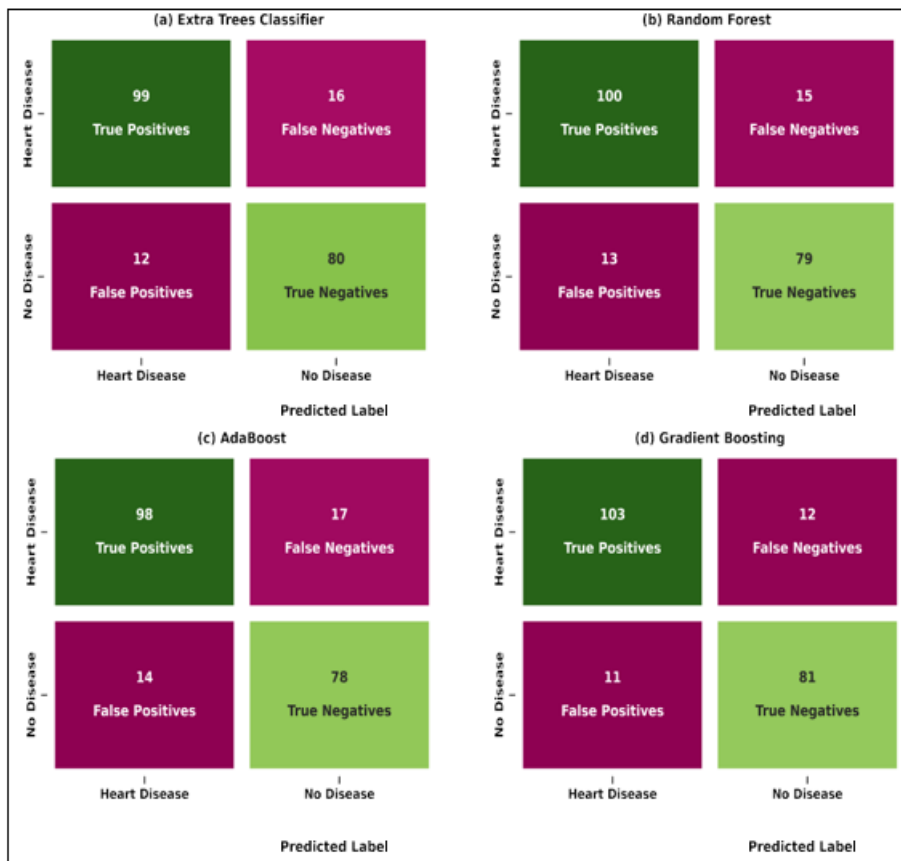 (a) Extra Trees Classifier
Heart Disease
99
True Positives
16
False Negatives
No Disease
12
False Positives
80
True Negatives
Heart Disease
No Disease
Predicted Label
(b) Random Forest
Heart Disease
100
True Positives
15
False Negatives
No Disease
13
False Positives
79
True Negatives
Heart Disease
No Disease
Predicted Label
(c) AdaBoost
Heart Disease
98
True Positives
17
False Negatives
No Disease
14
False Positives
78
True Negatives
Heart Disease
No Disease
Predicted Label
(d) Gradient Boosting
Heart Disease
103
True Positives
12
False Negatives
No Disease
11
False Positives
81
True Negatives
Heart Disease
No Disease
Predicted Label